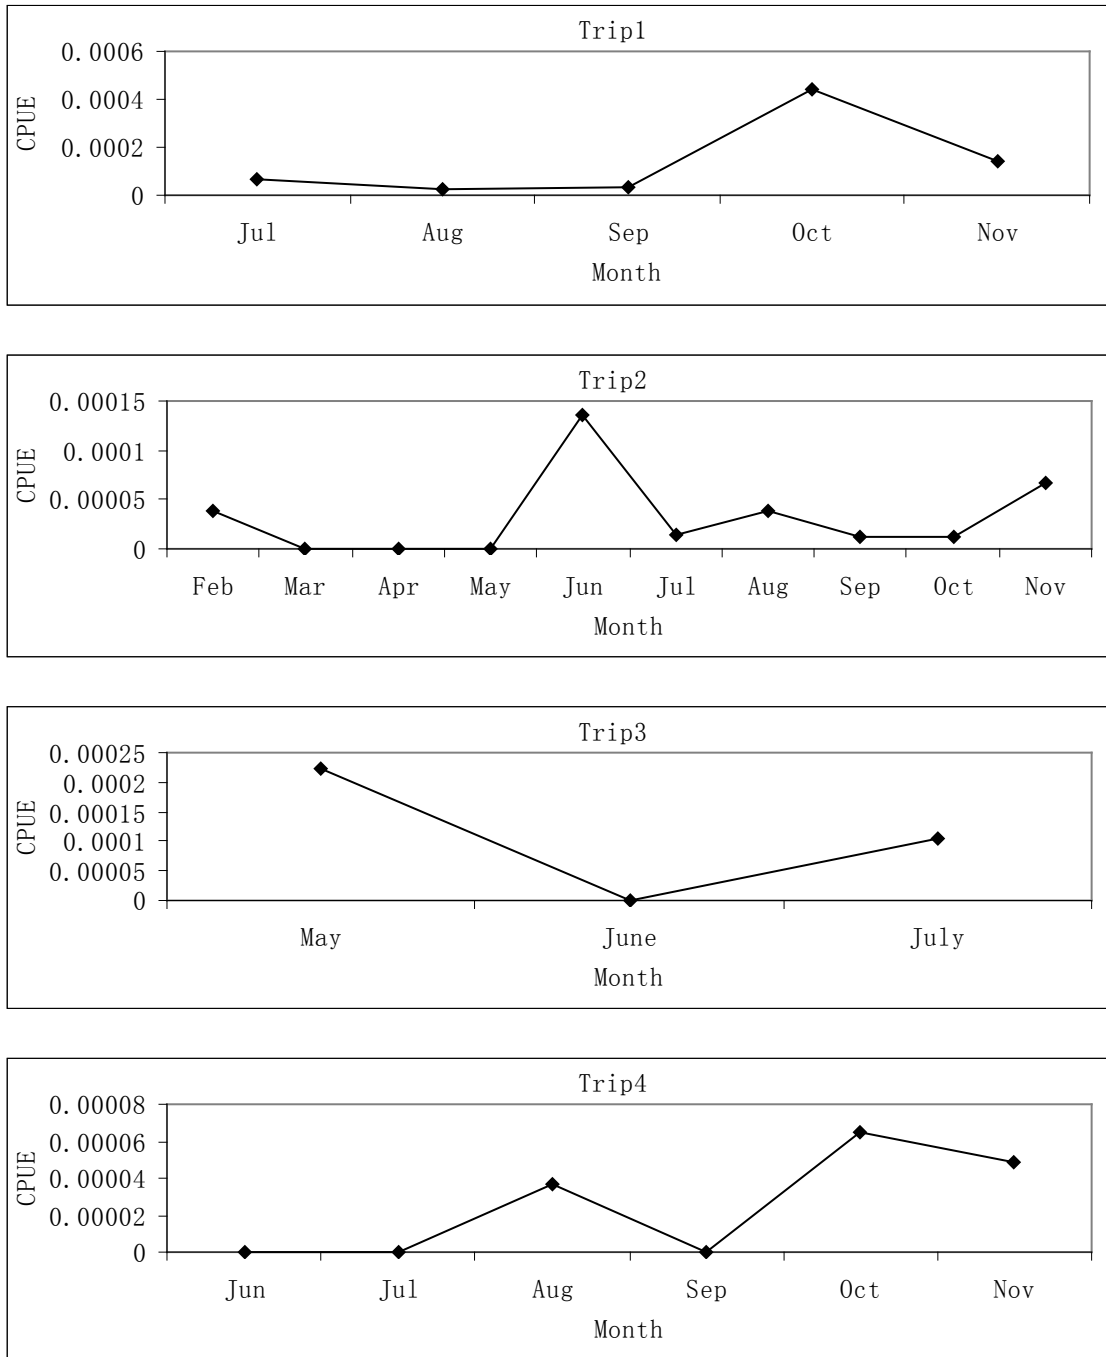 Trip1
0.0006
0.0004
0.0002
0
CPUE
Jul Aug Sep Oct Nov
Month
Trip2
0.00015
0.0001
0.00005
0
CPUE
Feb Mar Apr May Jun Jul Aug Sep Oct Nov
Month
Trip3
0.00025
0.0002
0.00015
0.0001
0.00005
0
CPUE
May June July
Month
Trip4
0.00008
0.00006
0.00004
0.00002
0
CPUE
Jun Jul Aug Sep Oct Nov
Month